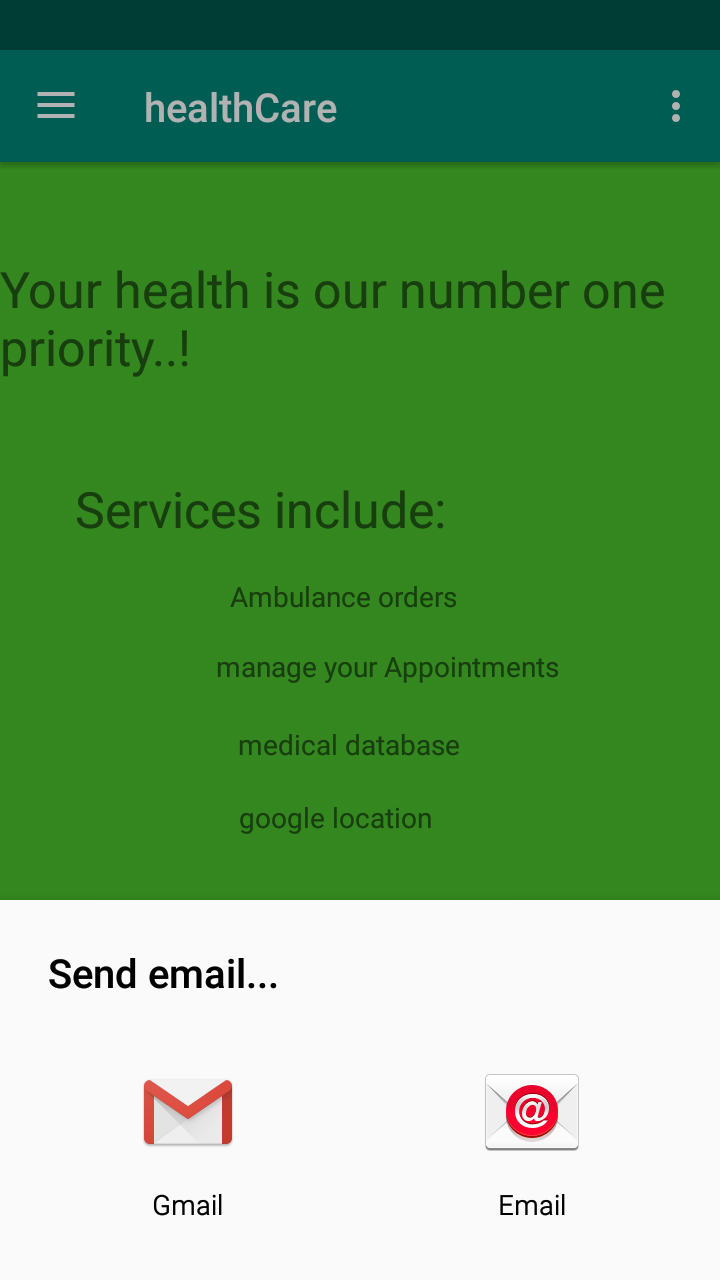 healthCare
Your health is our number one
priority..!
Services include:
Ambulance orders
manage your Appointments
medical database
google location
Send email...
Gmail
Email